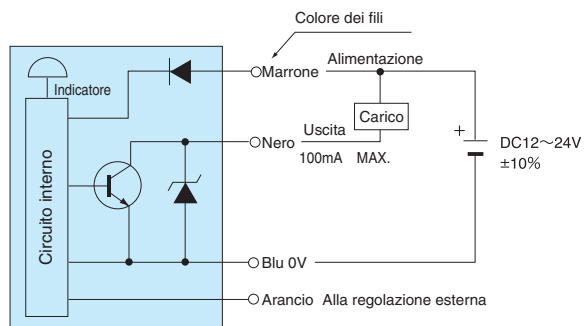 Colore dei fili
Marrone
Alimentazione
Indicatore
Carico
Nero
Uscita
100mA MAX.
+
DC12～24V
±10%
Circuito interno
Blu 0V
Arancio Alla regolazione esterna